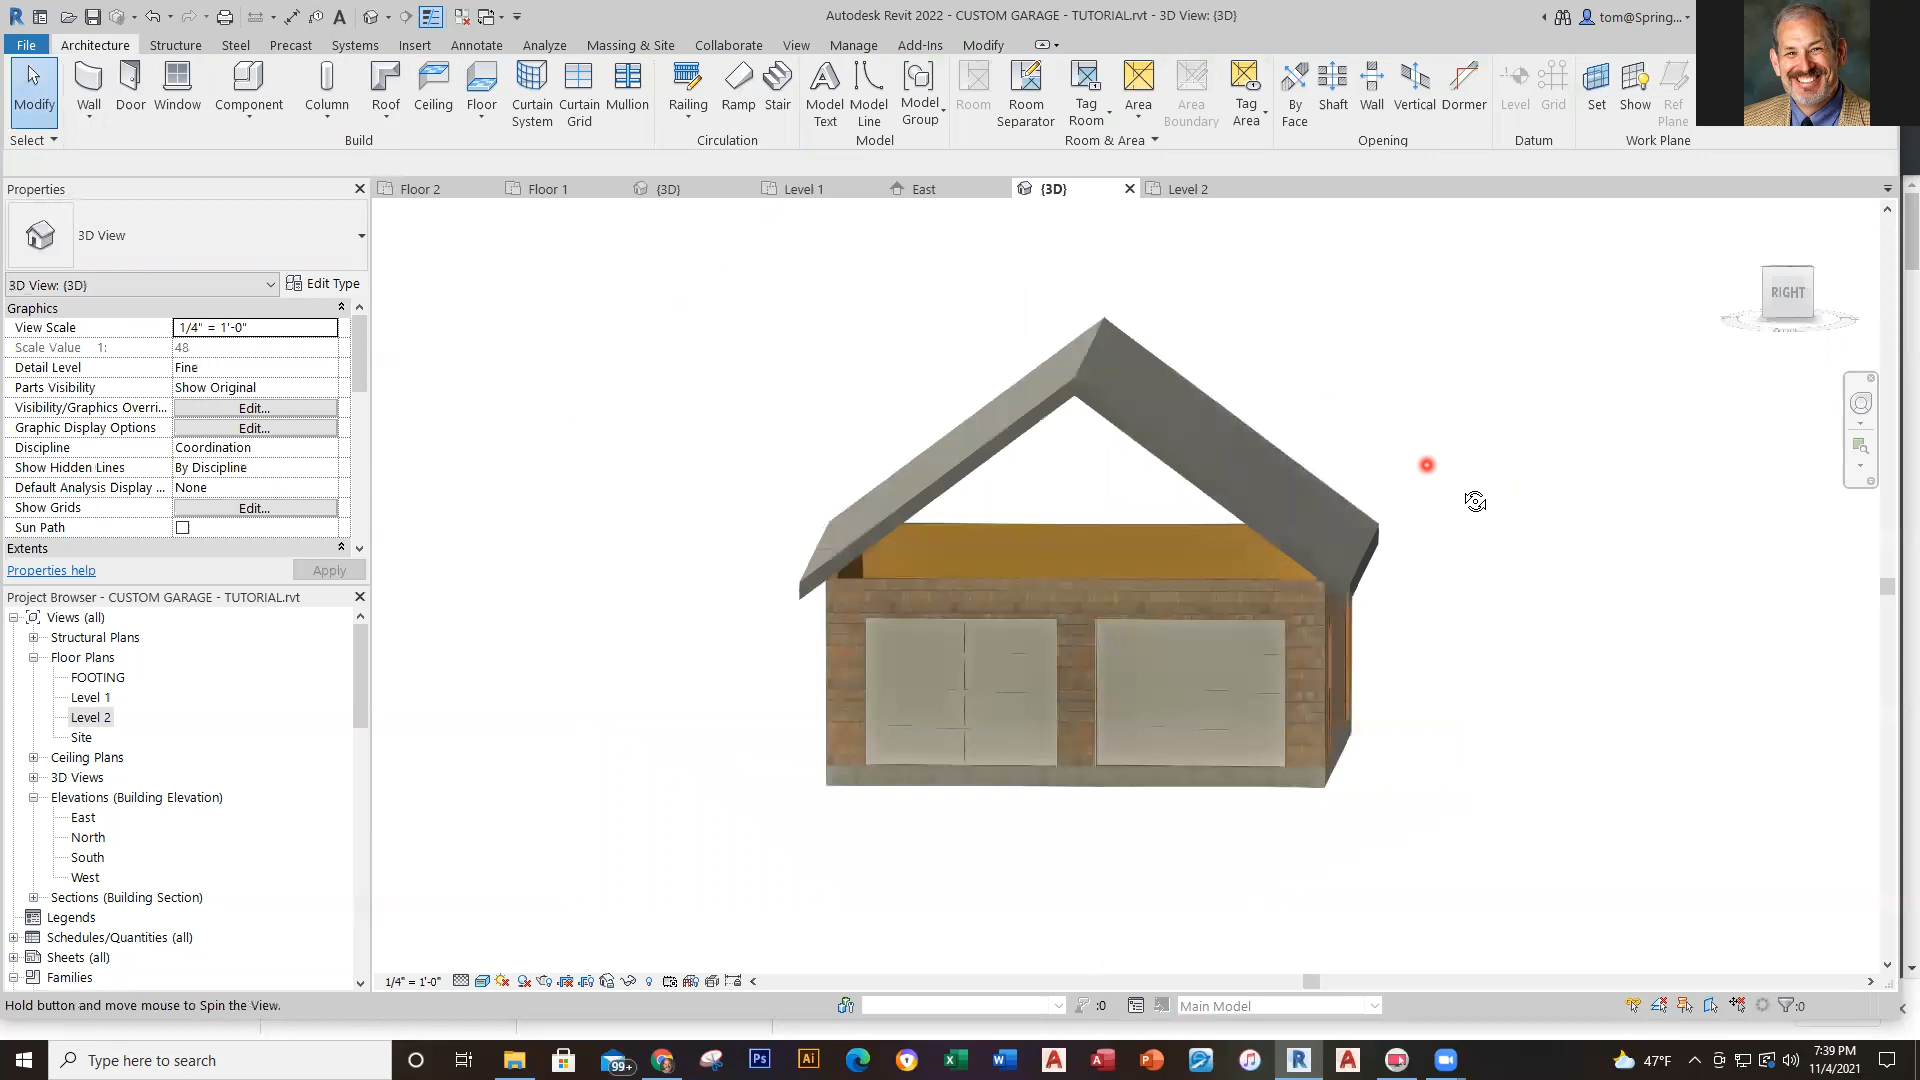 Autodesk Revit 2022 - CUSTOM GARAGE - TUTORIAL.rvt - 3D View: {3D}
tom@Spring...
File Architecture Structure Steel Precast Systems Insert Annotate Analyze Massing & Site Collaborate View Manage Add-Ins Modify
Modify Wall Door Window Component Column Roof Ceiling Floor Curtain System Curtain Grid Mullion Railing Ramp Stair Model Text Model Line Model Group Room Room Separator Tag Room Area Area Boundary Tag Area By Face Shaft Wall Vertical Dormer Level Grid Set Show Ref Plane
Select Build Circulation Model Room & Area Opening Datum Work Plane
Properties
Floor 2 Floor 1 {3D} Level 1 East {3D} Level 2
3D View
3D View: {3D} Edit Type
Graphics
View Scale 1/4" = 1'-0"
Scale Value 1: 48
Detail Level Fine
Parts Visibility Show Original
Visibility/Graphics Overri... Edit...
Graphic Display Options Edit...
Discipline Coordination
Show Hidden Lines By Discipline
Default Analysis Display ... None
Show Grids Edit...
Sun Path
Extents
Properties help Apply
RIGHT
Project Browser - CUSTOM GARAGE - TUTORIAL.rvt
Views (all)
Structural Plans
Floor Plans
FOOTING
Level 1
Level 2
Site
Ceiling Plans
3D Views
Elevations (Building Elevation)
East
North
South
West
Sections (Building Section)
Legends
Schedules/Quantities (all)
Sheets (all)
Families
1/4" = 1'-0"
Hold button and move mouse to Spin the View.
:0
Main Model
:0
Type here to search
99+
Ps
Ai
47°F
7:39 PM
11/4/2021